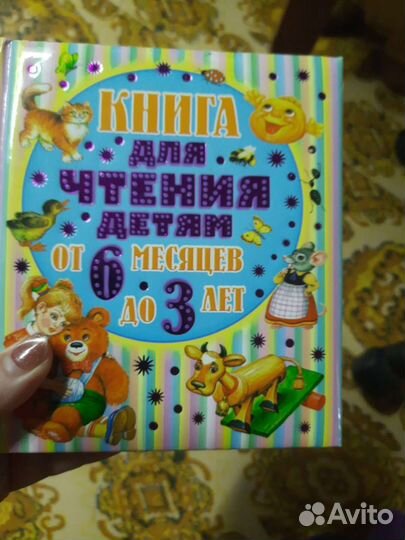 КНИГА
ДЛЯ
ЧТЕНИЯ
ДЕТЯМ
ОТ 6 МЕСЯЦЕВ
ДО 3 ЛЕТ
Avito